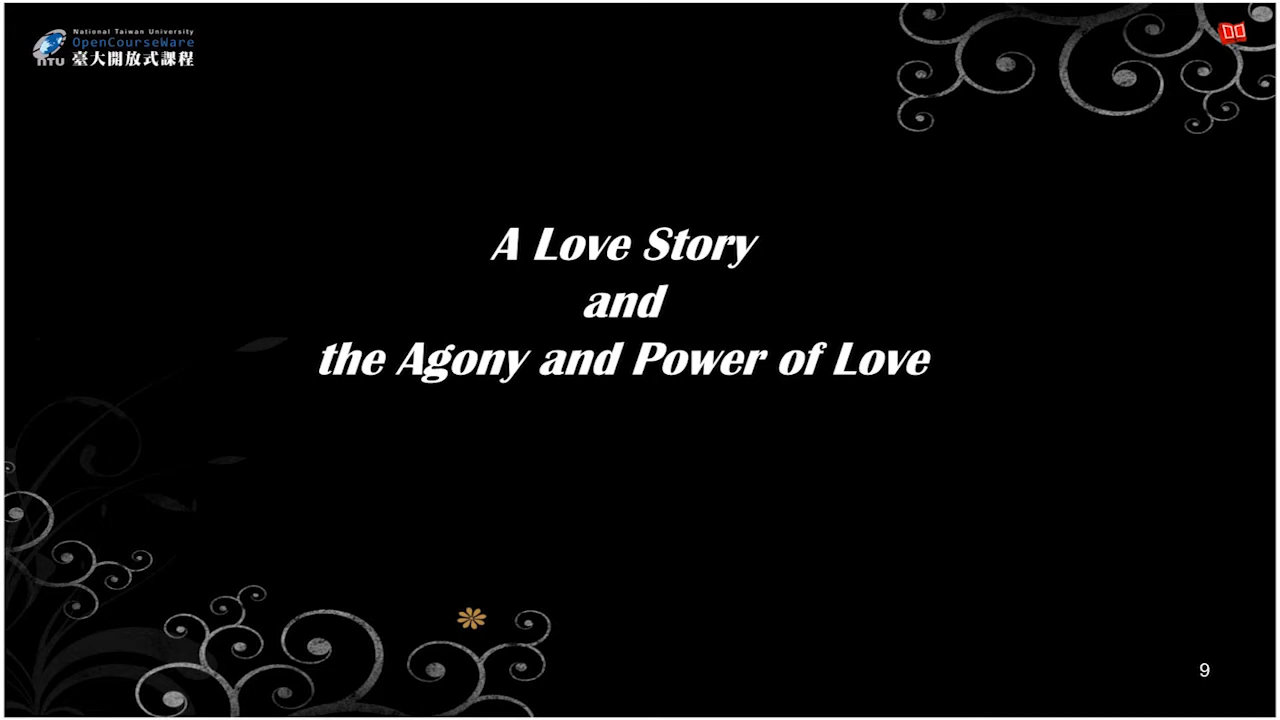 National Taiwan University
OpenCourseWare
NTU 臺大開放式課程
A Love Story
and
the Agony and Power of Love
9